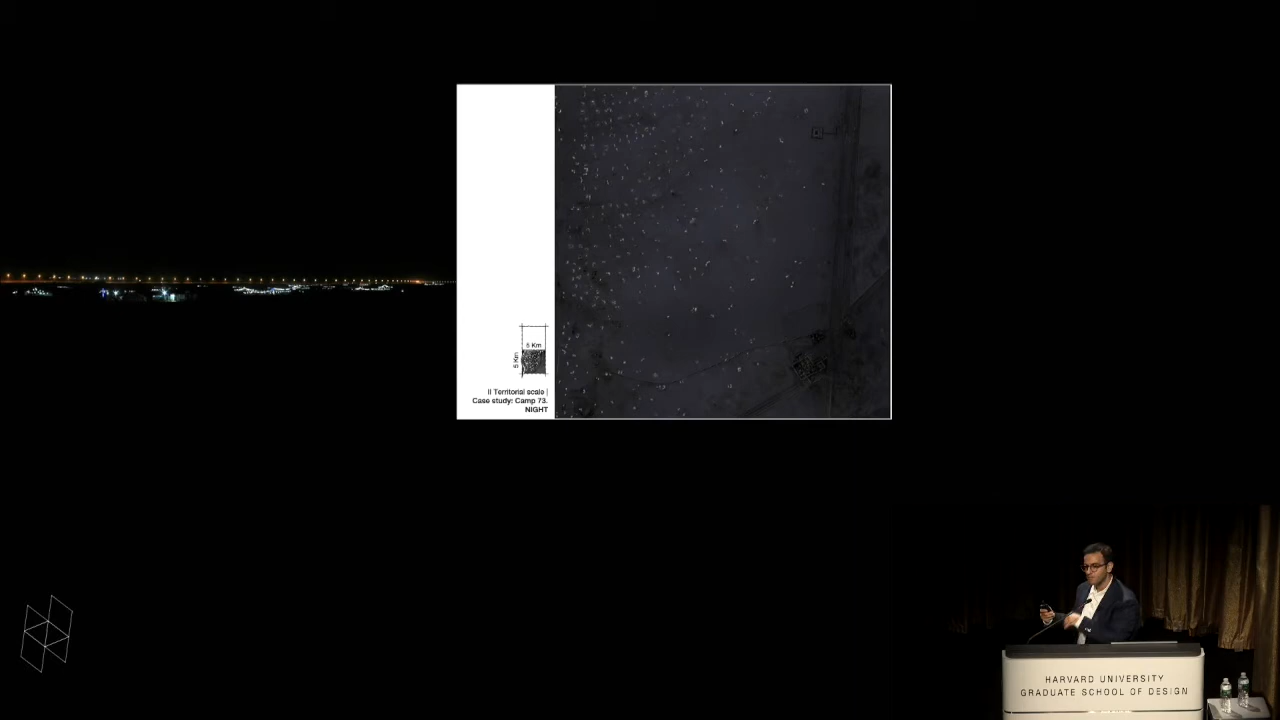 5 Km
5 Km
II Territorial scale |
Case study: Camp 73.
NIGHT
HARVARD UNIVERSITY
GRADUATE SCHOOL OF DESIGN